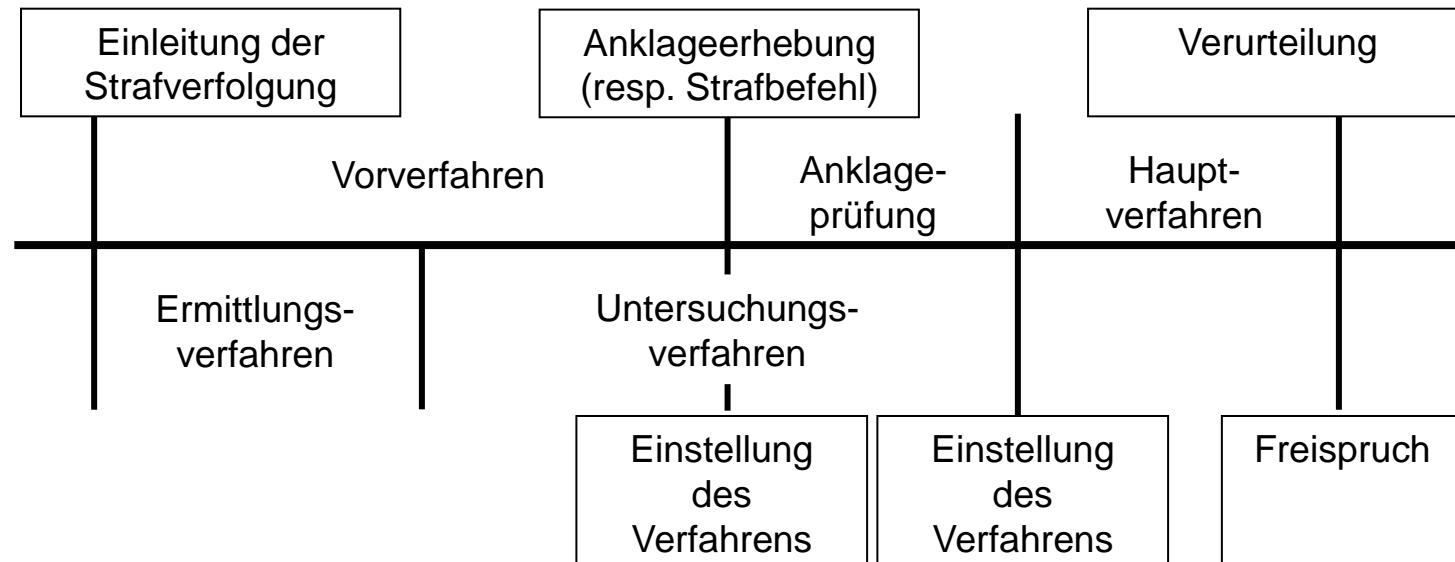 Einleitung der
Strafverfolgung
Anklageerhebung
(resp. Strafbefehl)
Verurteilung
Vorverfahren
Anklage-
prüfung
Haupt-
verfahren
Ermittlungs-
verfahren
Untersuchungs-
verfahren
Einstellung
des
Verfahrens
Einstellung
des
Verfahrens
Freispruch